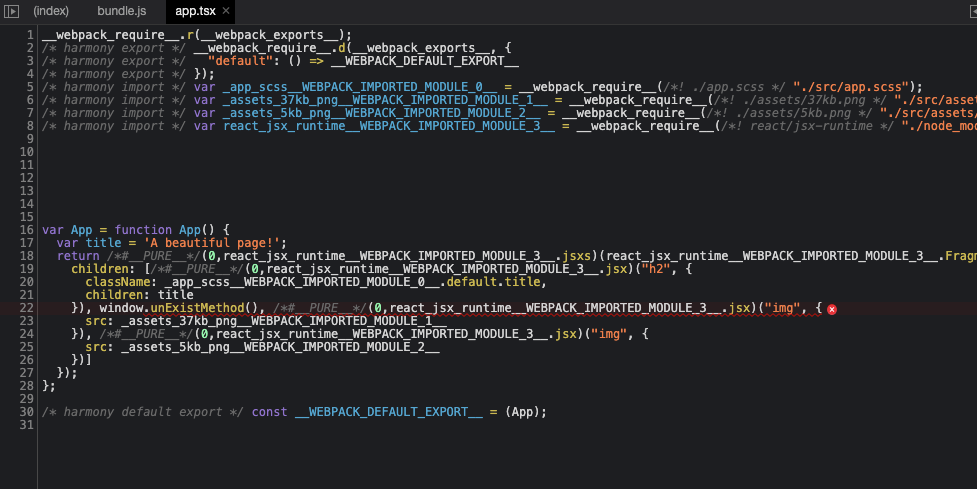 (index) bundle.js app.tsx ×
1 __webpack_require__.r(__webpack_exports__);
2 /* harmony export */ __webpack_require__.d(__webpack_exports__, {
3 /* harmony export */   "default": () => __WEBPACK_DEFAULT_EXPORT__
4 /* harmony export */ });
5 /* harmony import */ var _app_scss__WEBPACK_IMPORTED_MODULE_0__ = __webpack_require__(/*! ./app.scss */ "./src/app.scss");
6 /* harmony import */ var _assets_37kb_png__WEBPACK_IMPORTED_MODULE_1__ = __webpack_require__(/*! ./assets/37kb.png */ "./src/asset
7 /* harmony import */ var _assets_5kb_png__WEBPACK_IMPORTED_MODULE_2__ = __webpack_require__(/*! ./assets/5kb.png */ "./src/assets/
8 /* harmony import */ var react_jsx_runtime__WEBPACK_IMPORTED_MODULE_3__ = __webpack_require__(/*! react/jsx-runtime */ "./node_mod
9
10
11
12
13
14
15
16 var App = function App() {
17   var title = 'A beautiful page!';
18   return /*#__PURE__*/(0,react_jsx_runtime__WEBPACK_IMPORTED_MODULE_3__.jsxs)(react_jsx_runtime__WEBPACK_IMPORTED_MODULE_3__.Fragm
19     children: [/*#__PURE__*/(0,react_jsx_runtime__WEBPACK_IMPORTED_MODULE_3__.jsx)("h2", {
20       className: _app_scss__WEBPACK_IMPORTED_MODULE_0__.default.title,
21       children: title
22     }), window.unExistMethod(), /*#__PURE__*/(0,react_jsx_runtime__WEBPACK_IMPORTED_MODULE_3__.jsx)("img", {
23       src: _assets_37kb_png__WEBPACK_IMPORTED_MODULE_1__
24     }), /*#__PURE__*/(0,react_jsx_runtime__WEBPACK_IMPORTED_MODULE_3__.jsx)("img", {
25       src: _assets_5kb_png__WEBPACK_IMPORTED_MODULE_2__
26     })]
27   });
28 };
29
30 /* harmony default export */ const __WEBPACK_DEFAULT_EXPORT__ = (App);
31